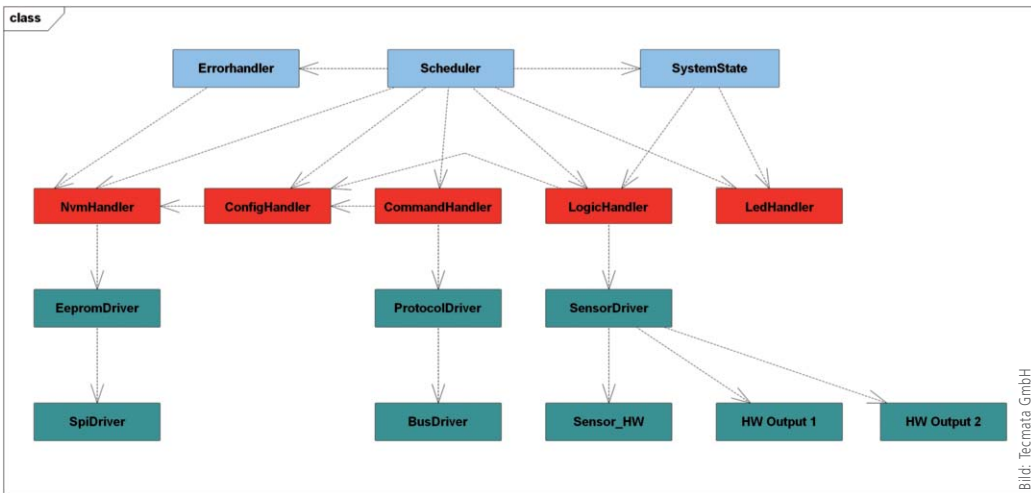 class
Errorhandler
Scheduler
SystemState
NvmHandler
ConfigHandler
CommandHandler
LogicHandler
LedHandler
EepromDriver
ProtocolDriver
SensorDriver
SpiDriver
BusDriver
Sensor_HW
HW Output 1
HW Output 2
Bild: Tecmata GmbH